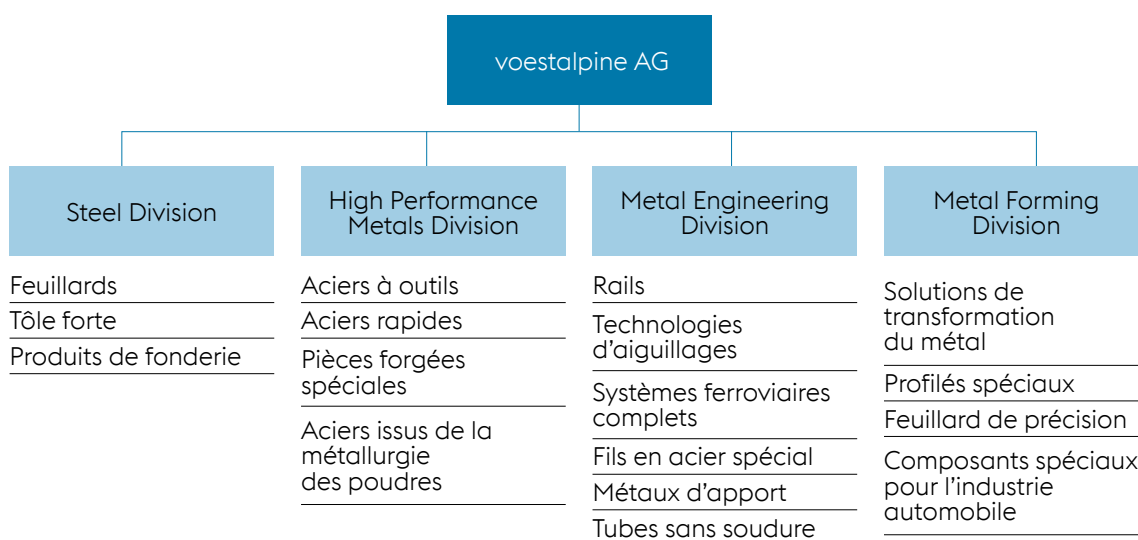 voestalpine AG
Steel Division
Feuillards
Tôle forte
Produits de fonderie
High Performance
Metals Division
Aciers à outils
Aciers rapides
Pièces forgées
spéciales
Aciers issus de la
métallurgie
des poudres
Metal Engineering
Division
Rails
Technologies
d’aiguillages
Systèmes ferroviaires
complets
Fils en acier spécial
Métaux d’apport
Tubes sans soudure
Metal Forming
Division
Solutions de
transformation
du métal
Profilés spéciaux
Feuillard de précision
Composants spéciaux
pour l’industrie
automobile